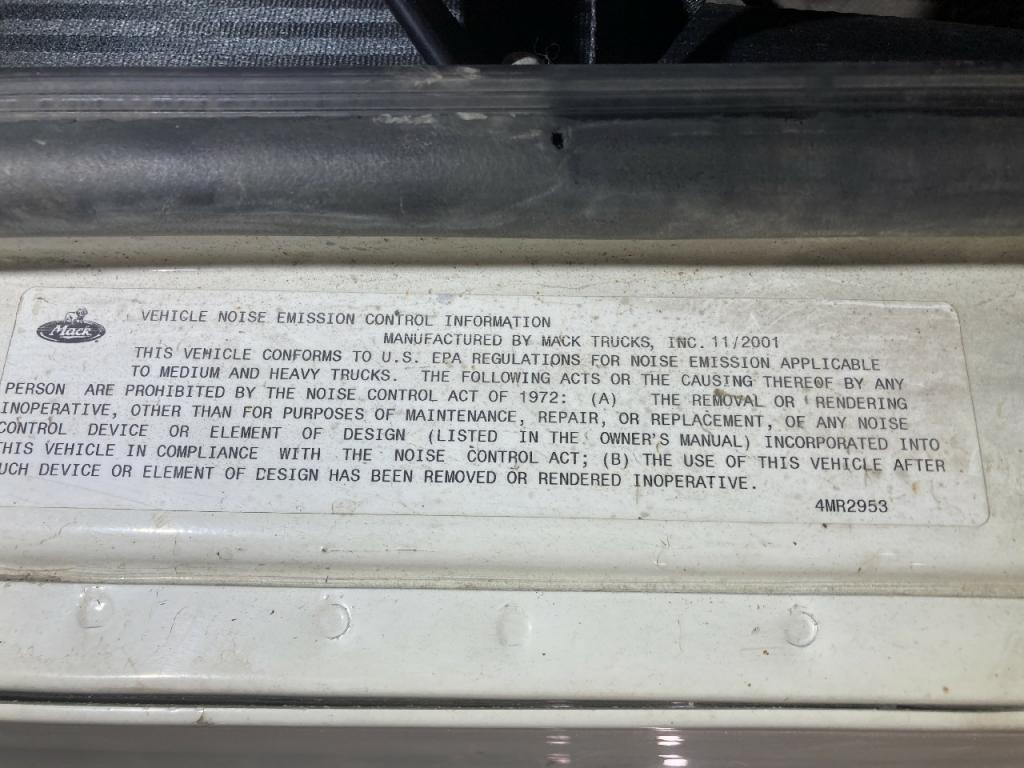 Mack
VEHICLE NOISE EMISSION CONTROL INFORMATION
MANUFACTURED BY MACK TRUCKS, INC. 11/2001
THIS VEHICLE CONFORMS TO U.S. EPA REGULATIONS FOR NOISE EMISSION APPLICABLE
TO MEDIUM AND HEAVY TRUCKS. THE FOLLOWING ACTS OR THE CAUSING THEREOF BY ANY
PERSON ARE PROHIBITED BY THE NOISE CONTROL ACT OF 1972: (A) THE REMOVAL OR RENDERING
INOPERATIVE, OTHER THAN FOR PURPOSES OF MAINTENANCE, REPAIR, OR REPLACEMENT, OF ANY NOISE
CONTROL DEVICE OR ELEMENT OF DESIGN (LISTED IN THE OWNER'S MANUAL) INCORPORATED INTO
THIS VEHICLE IN COMPLIANCE WITH THE NOISE CONTROL ACT; (B) THE USE OF THIS VEHICLE AFTER
UCH DEVICE OR ELEMENT OF DESIGN HAS BEEN REMOVED OR RENDERED INOPERATIVE.
4MR2953